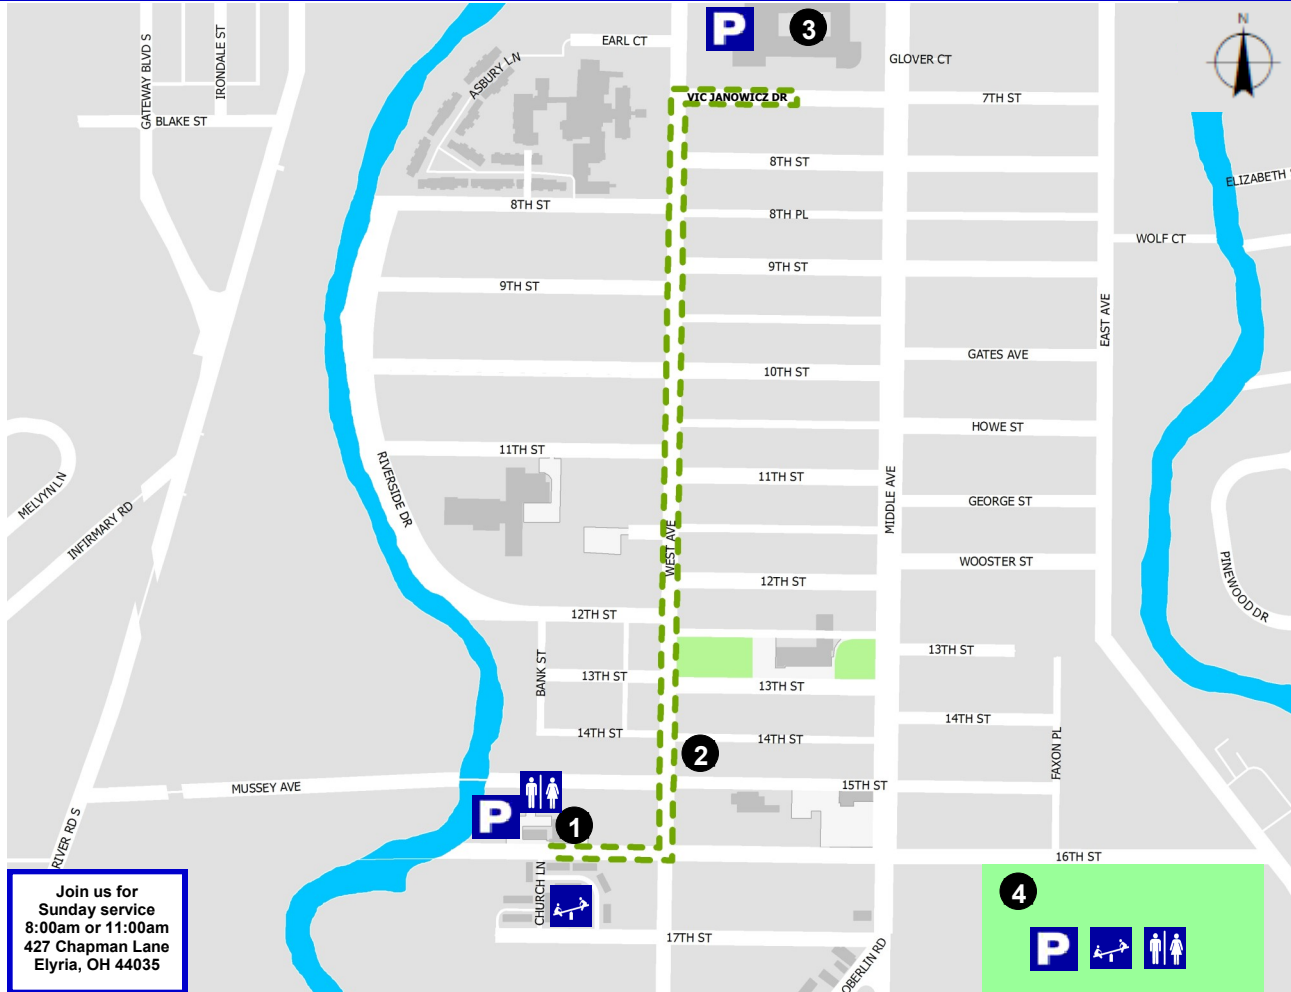 N
P
3
EARL CT
GLOVER CT
GATEWAY BLVD S
IRONDALE ST
ASBURY LN
VIC JANOWICZ DR
7TH ST
BLAKE ST
8TH ST
ELIZABETH
8TH ST
8TH PL
WOLF CT
9TH ST
9TH ST
EAST AVE
GATES AVE
10TH ST
HOWE ST
11TH ST
11TH ST
RIVERSIDE DR
MELVYN LN
INFIRMARY RD
MIDDLE AVE
GEORGE ST
WEST AVE
WOOSTER ST
12TH ST
PINEWOOD DR
12TH ST
BANK ST
13TH ST
13TH ST
13TH ST
14TH ST
14TH ST
14TH ST
FAXON PL
2
MUSSEY AVE
15TH ST
P
1
RIVER RD S
16TH ST
CHURCH LN
4
17TH ST
OBERLIN RD
P
Join us for
Sunday service
8:00am or 11:00am
427 Chapman Lane
Elyria, OH 44035